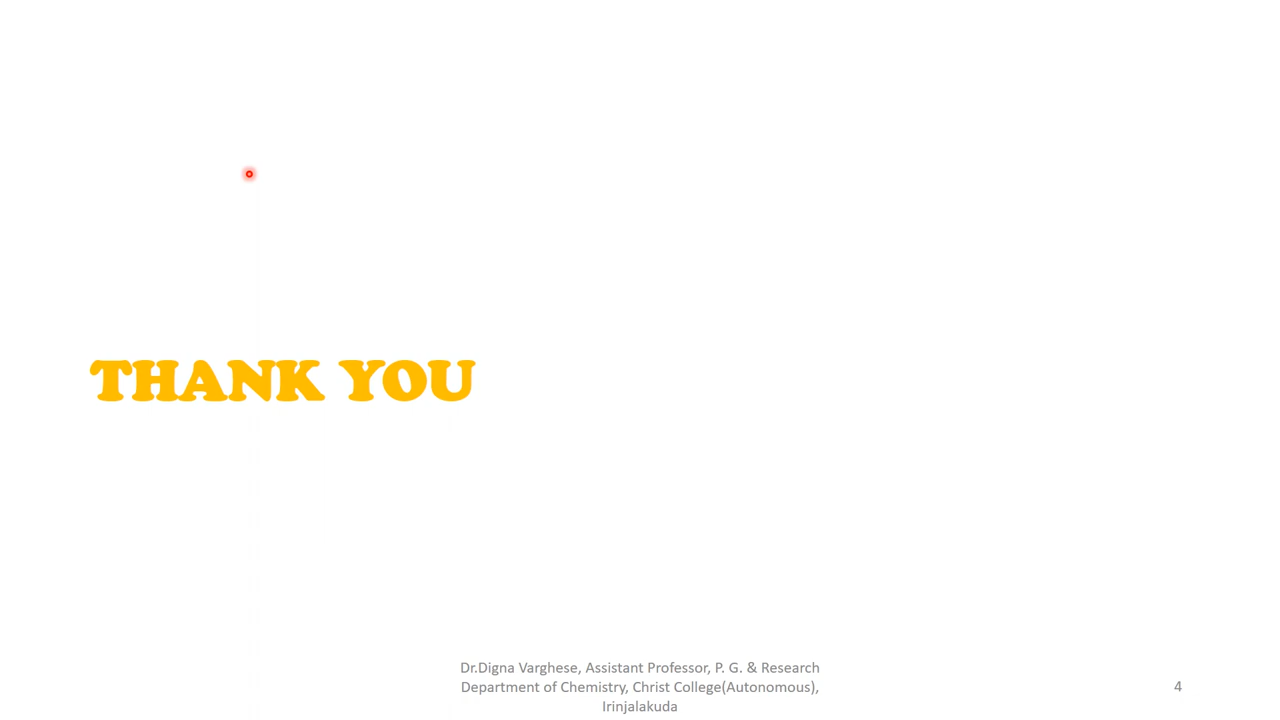 THANK YOU
Dr.Digna Varghese, Assistant Professor, P. G. & Research
Department of Chemistry, Christ College(Autonomous),
Irinjalakuda
4